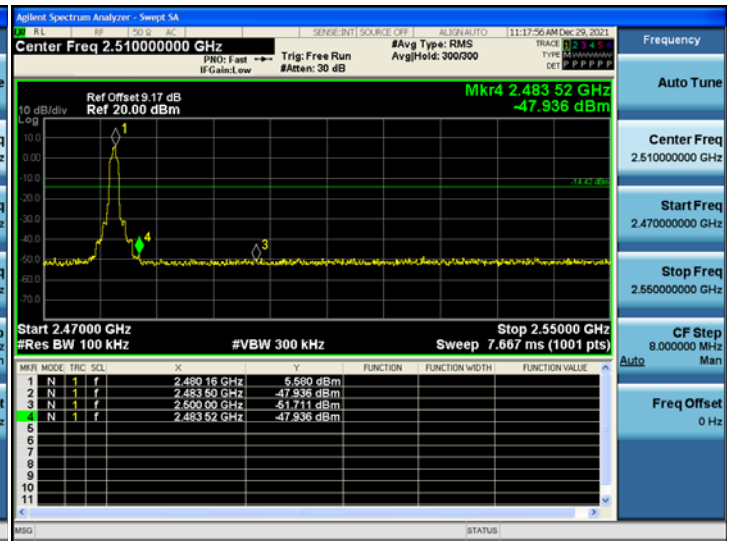 Agilent Spectrum Analyzer - Swept SA
RL RF 50 Ω AC SENSE:INT SOURCE OFF ALIGNAUTO 11:17:56 AM Dec 29, 2021
Center Freq 2.510000000 GHz
PNO: Fast
IFGain:Low
Trig: Free Run
#Atten: 30 dB
#Avg Type: RMS
Avg|Hold: 300/300
TRACE 1 2 3 4 5 6
TYPE
DET P P P P P P
Ref Offset 9.17 dB
Ref 20.00 dBm
10 dB/div
Log
Mkr4 2.483 52 GHz
-47.936 dBm
10.0
0.00
-10.0
-20.0
-30.0
-40.0
-50.0
-60.0
-70.0
1
4
3
-14.42 dBm
Start 2.47000 GHz
Stop 2.55000 GHz
#Res BW 100 kHz
#VBW 300 kHz
Sweep 7.667 ms (1001 pts)
MKR MODE TRC SCL X Y FUNCTION FUNCTION WIDTH FUNCTION VALUE
1 N 1 f 2.480 16 GHz 5.580 dBm
2 N 1 f 2.483 50 GHz -47.936 dBm
3 N 1 f 2.500 00 GHz -51.711 dBm
4 N 1 f 2.483 52 GHz -47.936 dBm
5
6
7
8
9
10
11
MSG
STATUS
Frequency
Auto Tune
Center Freq
2.510000000 GHz
Start Freq
2.470000000 GHz
Stop Freq
2.550000000 GHz
CF Step
8.000000 MHz
Auto Man
Freq Offset
0 Hz